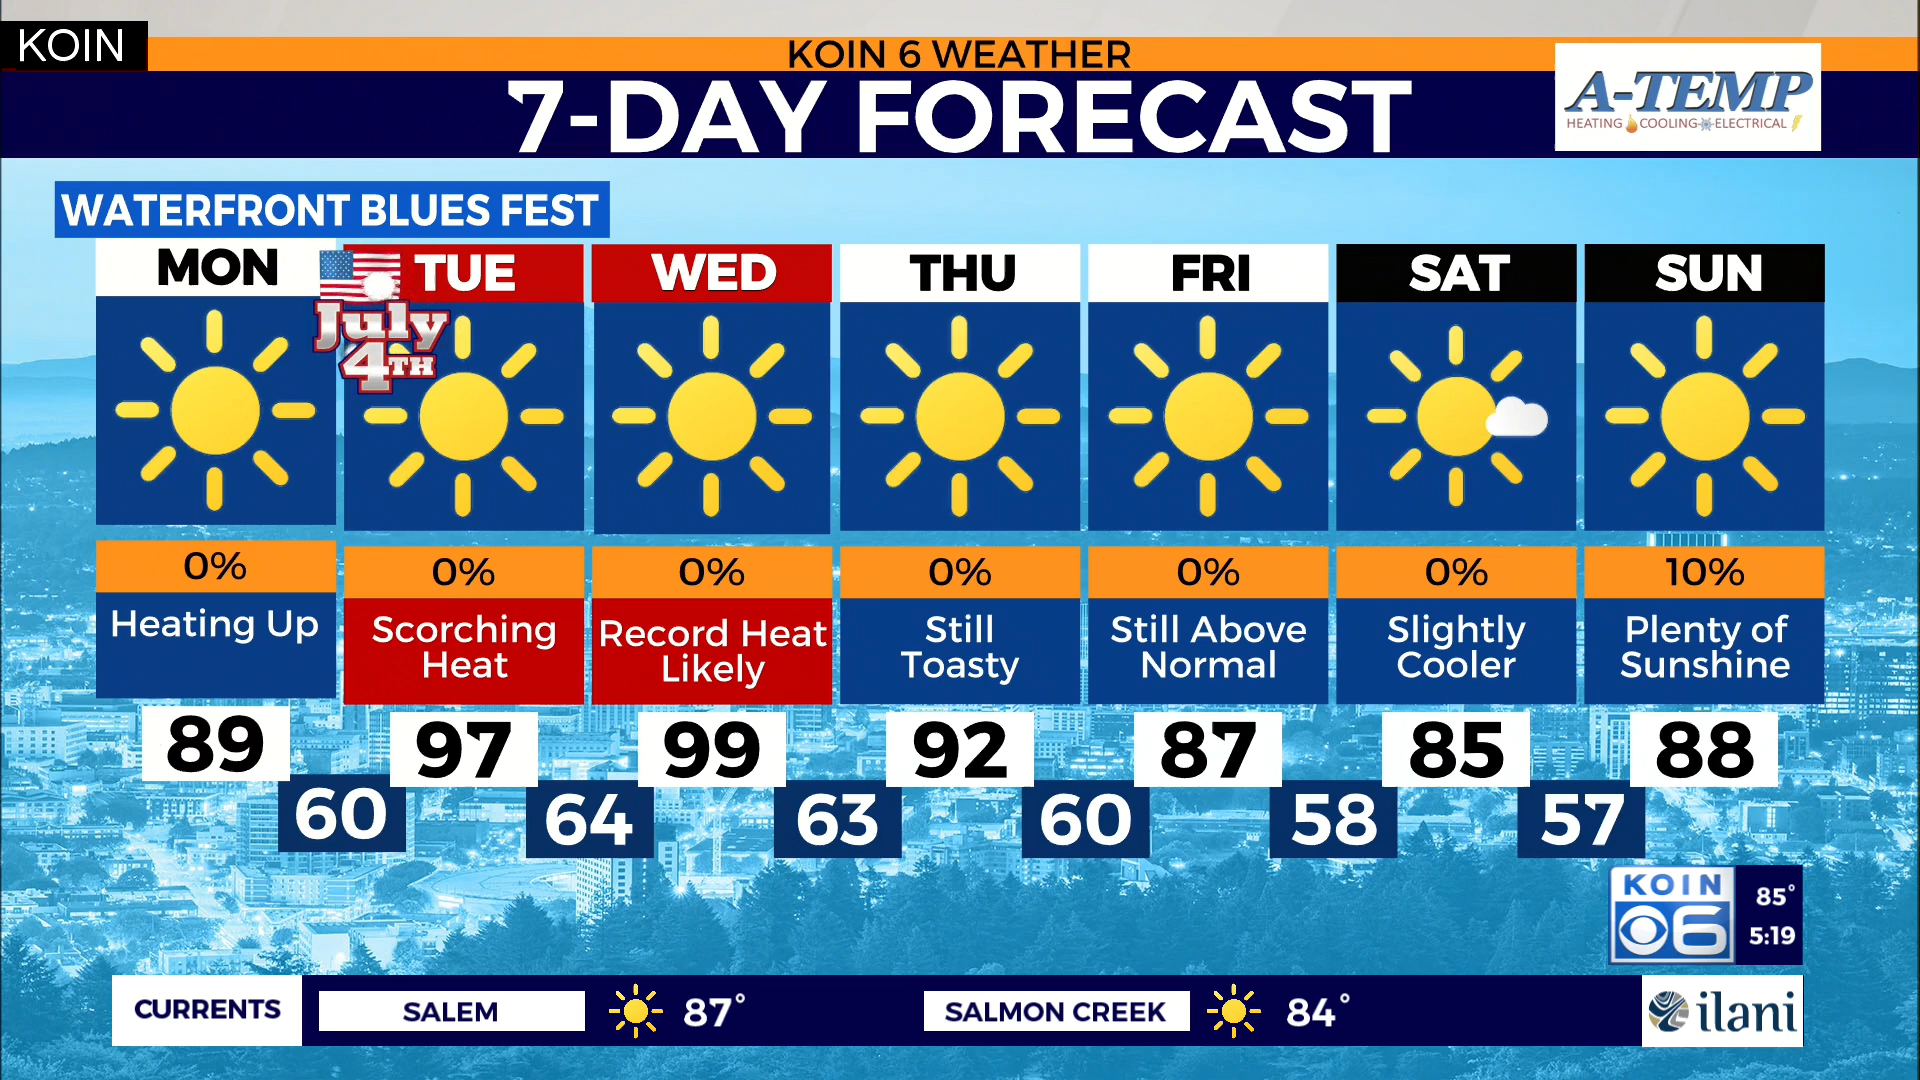 KOIN
KOIN 6 WEATHER
7-DAY FORECAST
A-TEMP
HEATING COOLING ELECTRICAL
WATERFRONT BLUES FEST
MON TUE WED THU FRI SAT SUN
July
4TH
0% 0% 0% 0% 0% 0% 10%
Heating Up
Scorching
Heat
Record Heat
Likely
Still
Toasty
Still Above
Normal
Slightly
Cooler
Plenty of
Sunshine
89 97 99 92 87 85 88
60 64 63 60 58 57
KOIN
6
85°
5:19
CURRENTS SALEM 87° SALMON CREEK 84° ilani